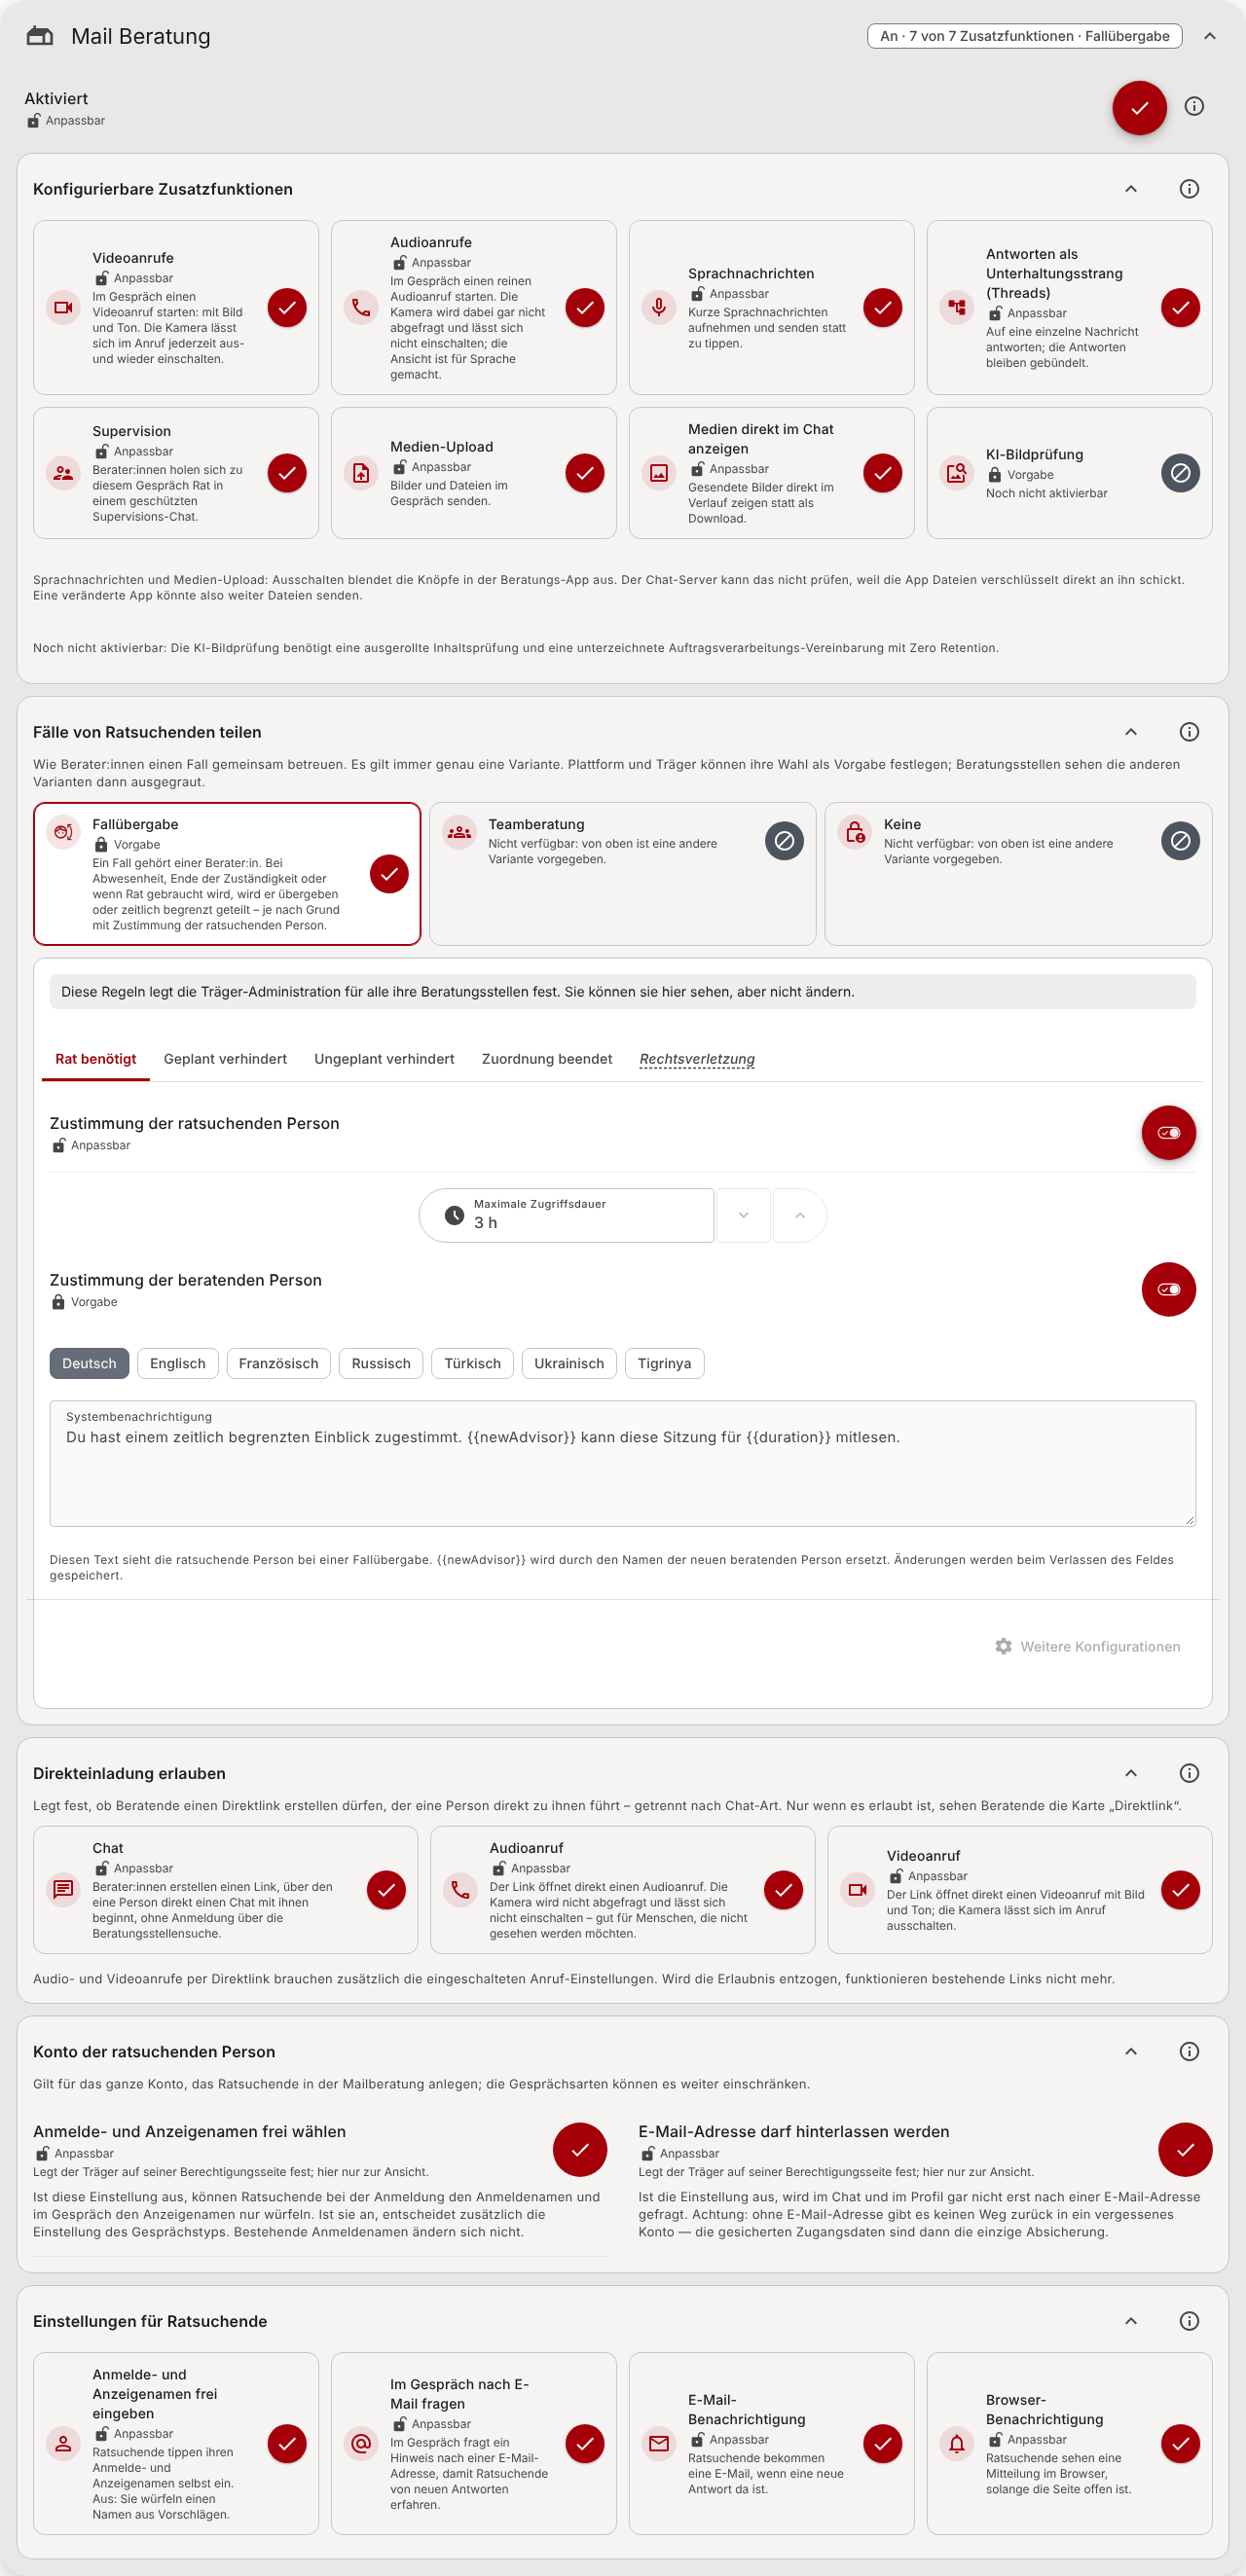 Mail Beratung
An · 7 von 7 Zusatzfunktionen · Fallübergabe
Aktiviert
Anpassbar
Konfigurierbare Zusatzfunktionen
Videoanrufe
Anpassbar
Im Gespräch einen
Videoanruf starten: mit Bild
und Ton. Die Kamera lässt
sich im Anruf jederzeit aus-
und wieder einschalten.
Audioanrufe
Anpassbar
Im Gespräch einen reinen
Audioanruf starten. Die
Kamera wird dabei gar nicht
abgefragt und lässt sich
nicht einschalten; die
Ansicht ist für Sprache
gemacht.
Sprachnachrichten
Anpassbar
Kurze Sprachnachrichten
aufnehmen und senden statt
zu tippen.
Antworten als
Unterhaltungsstrang
(Threads)
Anpassbar
Auf eine einzelne Nachricht
antworten; die Antworten
bleiben gebündelt.
Supervision
Anpassbar
Berater:innen holen sich zu
diesem Gespräch Rat in
einem geschützten
Supervisions-Chat.
Medien-Upload
Anpassbar
Bilder und Dateien im
Gespräch senden.
Medien direkt im Chat
anzeigen
Anpassbar
Gesendete Bilder direkt im
Verlauf zeigen statt als
Download.
KI-Bildprüfung
Vorgabe
Noch nicht aktivierbar
Sprachnachrichten und Medien-Upload: Ausschalten blendet die Knöpfe in der Beratungs-App aus. Der Chat-Server kann das nicht prüfen, weil die App Dateien verschlüsselt direkt an ihn schickt.
Eine veränderte App könnte also weiter Dateien senden.
Noch nicht aktivierbar: Die KI-Bildprüfung benötigt eine ausgerollte Inhaltsprüfung und eine unterzeichnete Auftragsverarbeitungs-Vereinbarung mit Zero Retention.
Fälle von Ratsuchenden teilen
Wie Berater:innen einen Fall gemeinsam betreuen. Es gilt immer genau eine Variante. Plattform und Träger können ihre Wahl als Vorgabe festlegen; Beratungsstellen sehen die anderen
Varianten dann ausgegraut.
Fallübergabe
Vorgabe
Ein Fall gehört einer Berater:in. Bei
Abwesenheit, Ende der Zuständigkeit oder
wenn Rat gebraucht wird, wird er übergeben
oder zeitlich begrenzt geteilt – je nach Grund
mit Zustimmung der ratsuchenden Person.
Teamberatung
Nicht verfügbar: von oben ist eine andere
Variante vorgegeben.
Keine
Nicht verfügbar: von oben ist eine andere
Variante vorgegeben.
Diese Regeln legt die Träger-Administration für alle ihre Beratungsstellen fest. Sie können sie hier sehen, aber nicht ändern.
Rat benötigt
Geplant verhindert
Ungeplant verhindert
Zuordnung beendet
Rechtsverletzung
Zustimmung der ratsuchenden Person
Anpassbar
Maximale Zugriffsdauer
3 h
Zustimmung der beratenden Person
Vorgabe
Deutsch
Englisch
Französisch
Russisch
Türkisch
Ukrainisch
Tigrinya
Systembenachrichtigung
Du hast einem zeitlich begrenzten Einblick zugestimmt. {{newAdvisor}} kann diese Sitzung für {{duration}} mitlesen.
Diesen Text sieht die ratsuchende Person bei einer Fallübergabe. {{newAdvisor}} wird durch den Namen der neuen beratenden Person ersetzt. Änderungen werden beim Verlassen des Feldes
gespeichert.
Weitere Konfigurationen
Direkteinladung erlauben
Legt fest, ob Beratende einen Direktlink erstellen dürfen, der eine Person direkt zu ihnen führt – getrennt nach Chat-Art. Nur wenn es erlaubt ist, sehen Beratende die Karte „Direktlink“.
Chat
Anpassbar
Berater:innen erstellen einen Link, über den
eine Person direkt einen Chat mit ihnen
beginnt, ohne Anmeldung über die
Beratungsstellensuche.
Audioanruf
Anpassbar
Der Link öffnet direkt einen Audioanruf. Die
Kamera wird nicht abgefragt und lässt sich
nicht einschalten – gut für Menschen, die nicht
gesehen werden möchten.
Videoanruf
Anpassbar
Der Link öffnet direkt einen Videoanruf mit Bild
und Ton; die Kamera lässt sich im Anruf
ausschalten.
Audio- und Videoanrufe per Direktlink brauchen zusätzlich die eingeschalteten Anruf-Einstellungen. Wird die Erlaubnis entzogen, funktionieren bestehende Links nicht mehr.
Konto der ratsuchenden Person
Gilt für das ganze Konto, das Ratsuchende in der Mailberatung anlegen; die Gesprächsarten können es weiter einschränken.
Anmelde- und Anzeigenamen frei wählen
Anpassbar
Legt der Träger auf seiner Berechtigungsseite fest; hier nur zur Ansicht.
Ist diese Einstellung aus, können Ratsuchende bei der Anmeldung den Anmeldenamen und
im Gespräch den Anzeigenamen nur würfeln. Ist sie an, entscheidet zusätzlich die
Einstellung des Gesprächstyps. Bestehende Anmeldenamen ändern sich nicht.
E-Mail-Adresse darf hinterlassen werden
Anpassbar
Legt der Träger auf seiner Berechtigungsseite fest; hier nur zur Ansicht.
Ist die Einstellung aus, wird im Chat und im Profil gar nicht erst nach einer E-Mail-Adresse
gefragt. Achtung: ohne E-Mail-Adresse gibt es keinen Weg zurück in ein vergessenes
Konto — die gesicherten Zugangsdaten sind dann die einzige Absicherung.
Einstellungen für Ratsuchende
Anmelde- und
Anzeigenamen frei
eingeben
Anpassbar
Ratsuchende tippen ihren
Anmelde- und
Anzeigenamen selbst ein.
Aus: Sie würfeln einen
Namen aus Vorschlägen.
Im Gespräch nach E-
Mail fragen
Anpassbar
Im Gespräch fragt ein
Hinweis nach einer E-Mail-
Adresse, damit Ratsuchende
von neuen Antworten
erfahren.
E-Mail-
Benachrichtigung
Anpassbar
Ratsuchende bekommen
eine E-Mail, wenn eine neue
Antwort da ist.
Browser-
Benachrichtigung
Anpassbar
Ratsuchende sehen eine
Mitteilung im Browser,
solange die Seite offen ist.